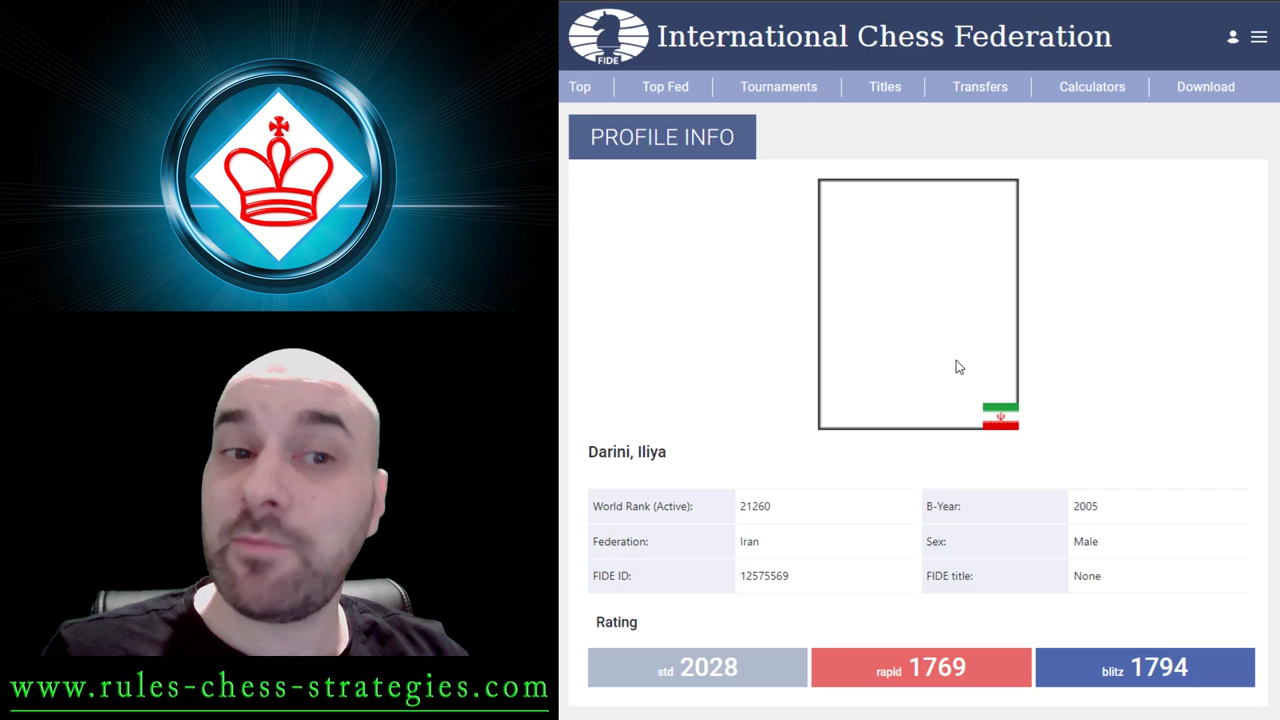 FIDE
International Chess Federation
Top
Top Fed
Tournaments
Titles
Transfers
Calculators
Download
PROFILE INFO
Darini, Iliya
World Rank (Active): 21260
B-Year: 2005
Federation: Iran
Sex: Male
FIDE ID: 12575569
FIDE title: None
Rating
std 2028
rapid 1769
blitz 1794
www.rules-chess-strategies.com